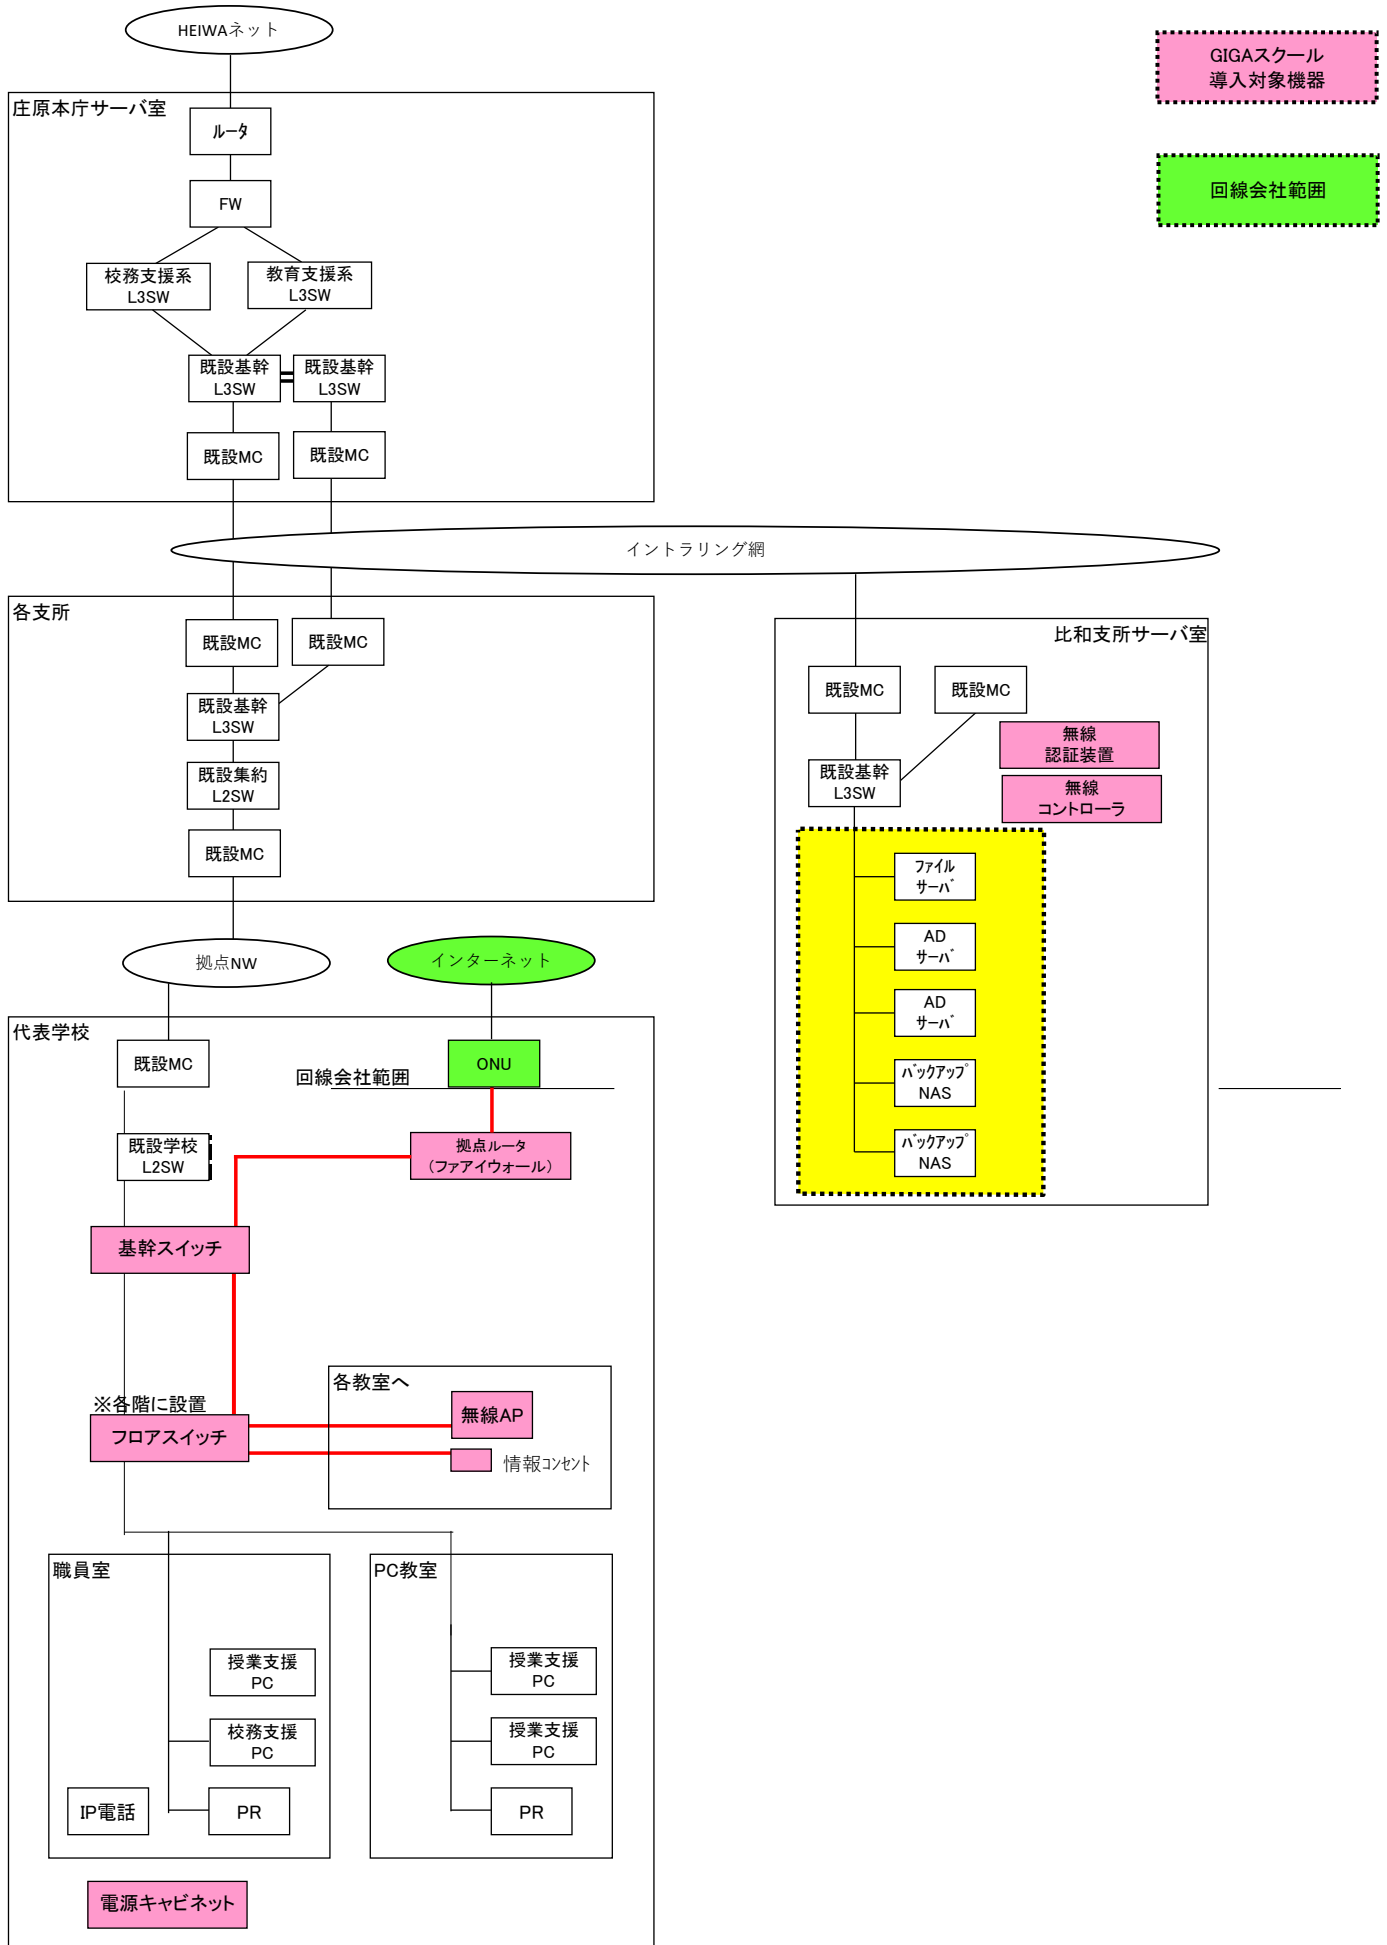 HEIWAネット
GIGAスクール
導入対象機器
回線会社範囲
庄原本庁サーバ室
ﾙｰﾀ
FW
校務支援系
L3SW
教育支援系
L3SW
既設基幹
L3SW
既設基幹
L3SW
既設MC
既設MC
イントラリング網
各支所
既設MC
既設MC
既設基幹
L3SW
既設集約
L2SW
既設MC
比和支所サーバ室
既設MC
既設MC
無線
認証装置
無線
コントローラ
既設基幹
L3SW
ﾌｧｲﾙ
ｻｰﾊﾞ
AD
ｻｰﾊﾞ
AD
ｻｰﾊﾞ
ﾊﾞｯｸｱｯﾌﾟ
NAS
ﾊﾞｯｸｱｯﾌﾟ
NAS
拠点NW
インターネット
代表学校
既設MC
ONU
回線会社範囲
既設学校
L2SW
拠点ルータ
（ファアイウォール）
基幹スイッチ
※各階に設置
フロアスイッチ
各教室へ
無線AP
情報ｺﾝｾﾝﾄ
職員室
授業支援
PC
校務支援
PC
IP電話
PR
PC教室
授業支援
PC
授業支援
PC
PR
電源キャビネット